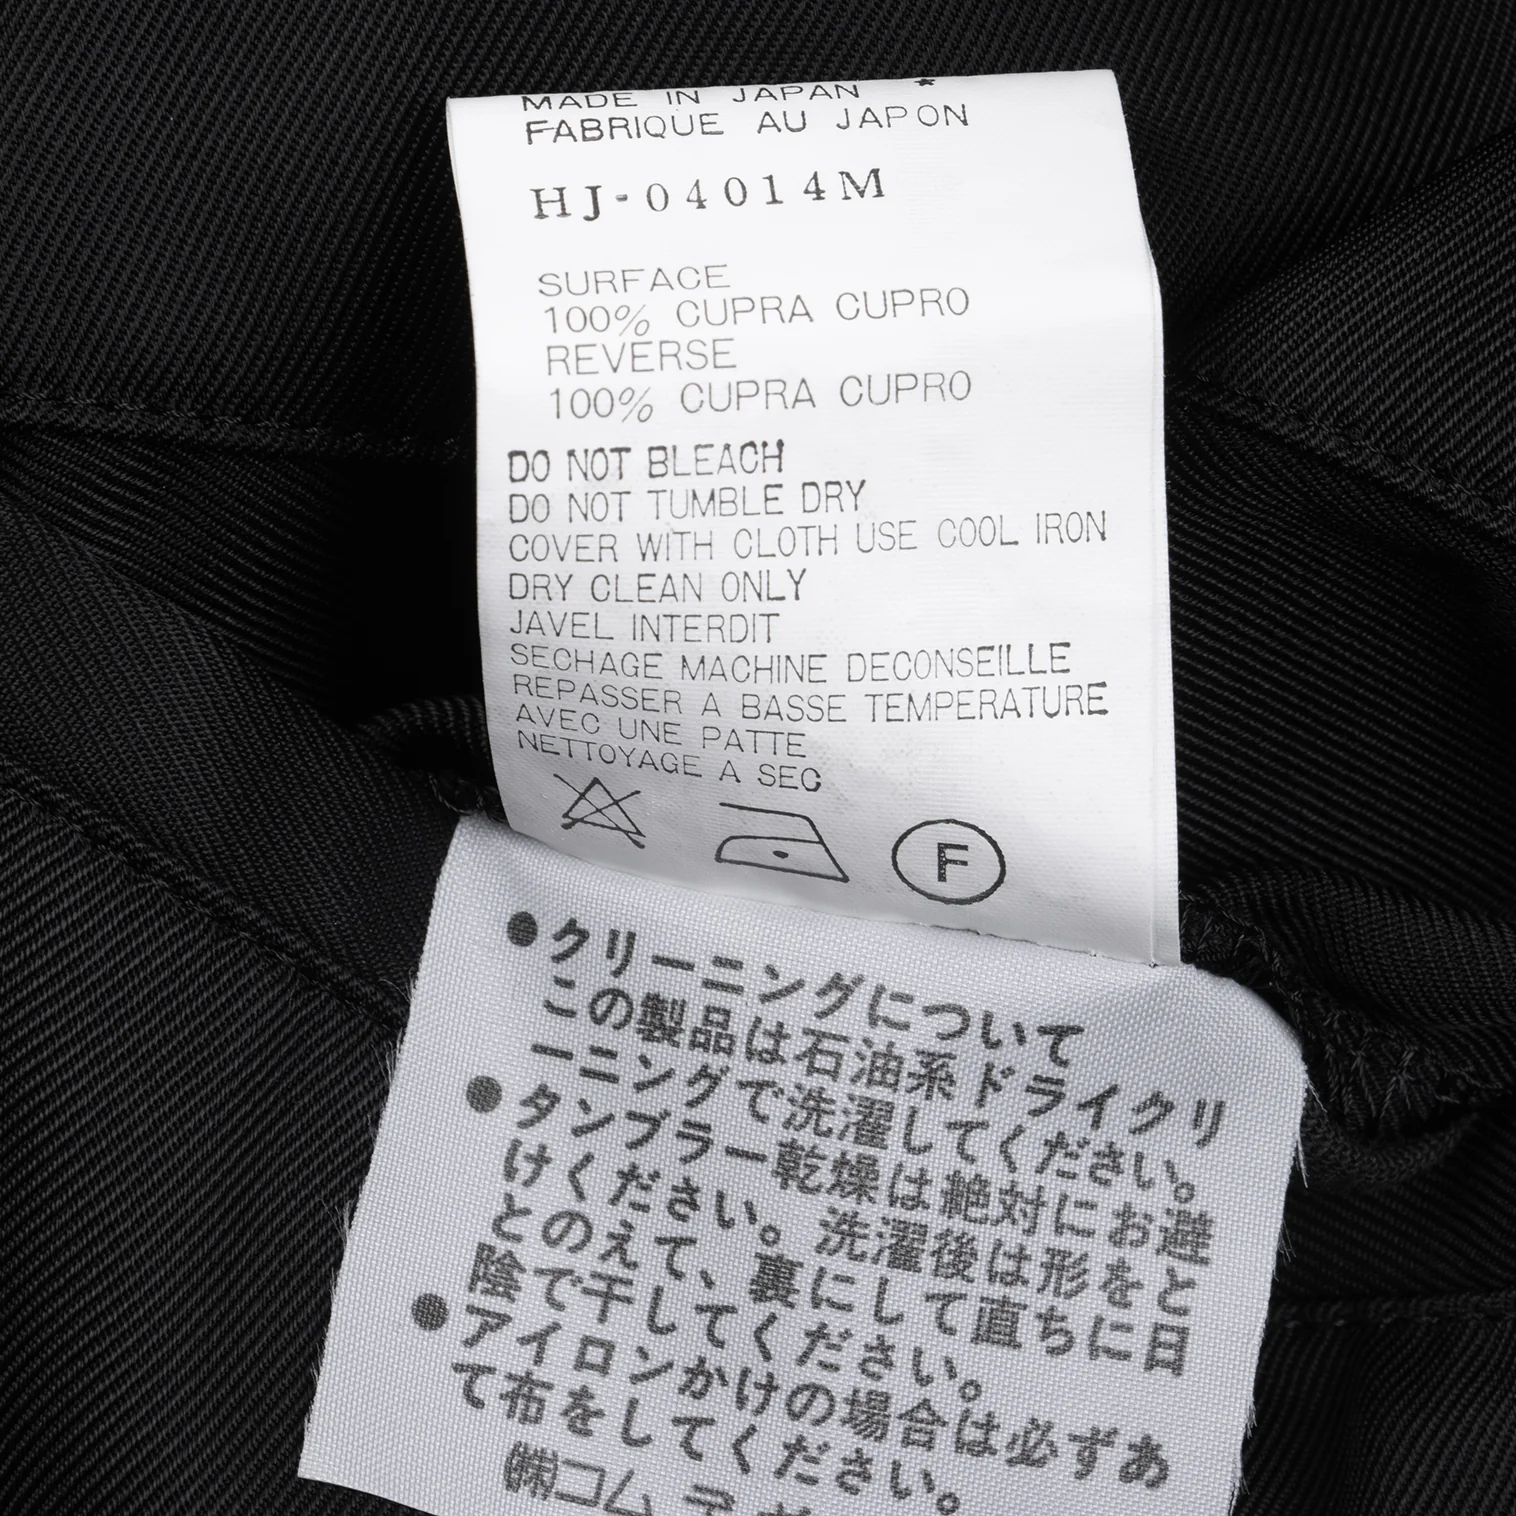 MADE IN JAPAN *
FABRIQUE AU JAPON
HJ-04014M
SURFACE
100% CUPRA CUPRO
REVERSE
100% CUPRA CUPRO
DO NOT BLEACH
DO NOT TUMBLE DRY
COVER WITH CLOTH USE COOL IRON
DRY CLEAN ONLY
JAVEL INTERDIT
SECHAGE MACHINE DECONSEILLE
REPASSER A BASSE TEMPERATURE
AVEC UNE PATTE
NETTOYAGE A SEC
F
●クリーニングについて
この製品は石油系ドライクリ
ーニングで洗濯してください。
●タンブラー乾燥は絶対にお避
けください。洗濯後は形をと
とのえて、裏にして直ちに日
陰で干してください。
●アイロンかけの場合は必ずあ
て布をしてください。
㈱コム